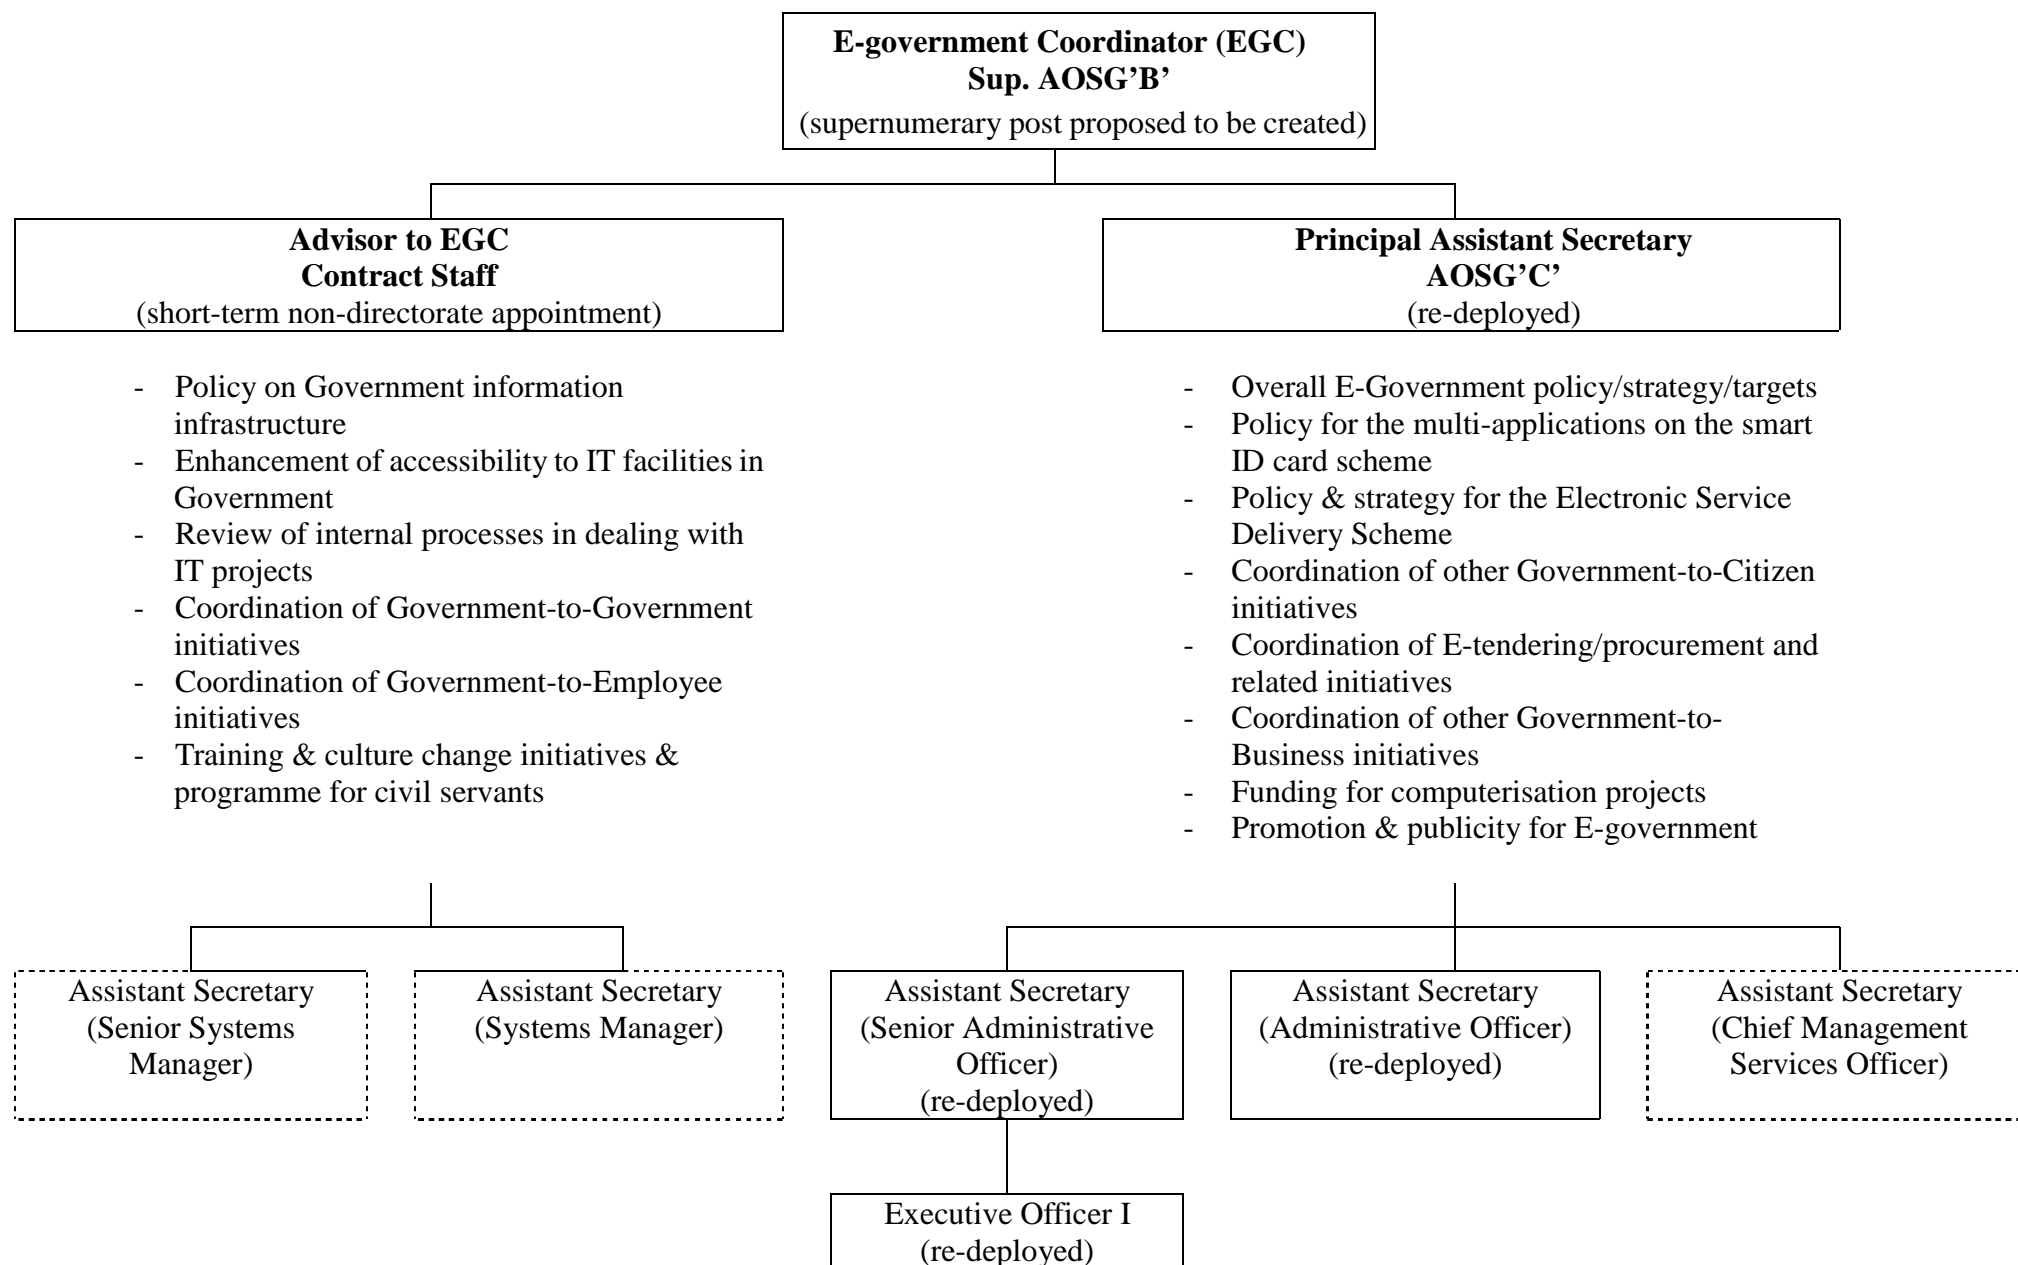 E-government Coordinator (EGC)
Sup. AOSG’B’
(supernumerary post proposed to be created)
Advisor to EGC
Contract Staff
(short-term non-directorate appointment)
Principal Assistant Secretary
AOSG’C’
(re-deployed)
- Policy on Government information
infrastructure
- Enhancement of accessibility to IT facilities in
Government
- Review of internal processes in dealing with
IT projects
- Coordination of Government-to-Government
initiatives
- Coordination of Government-to-Employee
initiatives
- Training & culture change initiatives &
programme for civil servants
- Overall E-Government policy/strategy/targets
- Policy for the multi-applications on the smart
ID card scheme
- Policy & strategy for the Electronic Service
Delivery Scheme
- Coordination of other Government-to-Citizen
initiatives
- Coordination of E-tendering/procurement and
related initiatives
- Coordination of other Government-to-
Business initiatives
- Funding for computerisation projects
- Promotion & publicity for E-government
Assistant Secretary
(Senior Systems
Manager)
Assistant Secretary
(Systems Manager)
Assistant Secretary
(Senior Administrative
Officer)
(re-deployed)
Assistant Secretary
(Administrative Officer)
(re-deployed)
Assistant Secretary
(Chief Management
Services Officer)
Executive Officer I
(re-deployed)